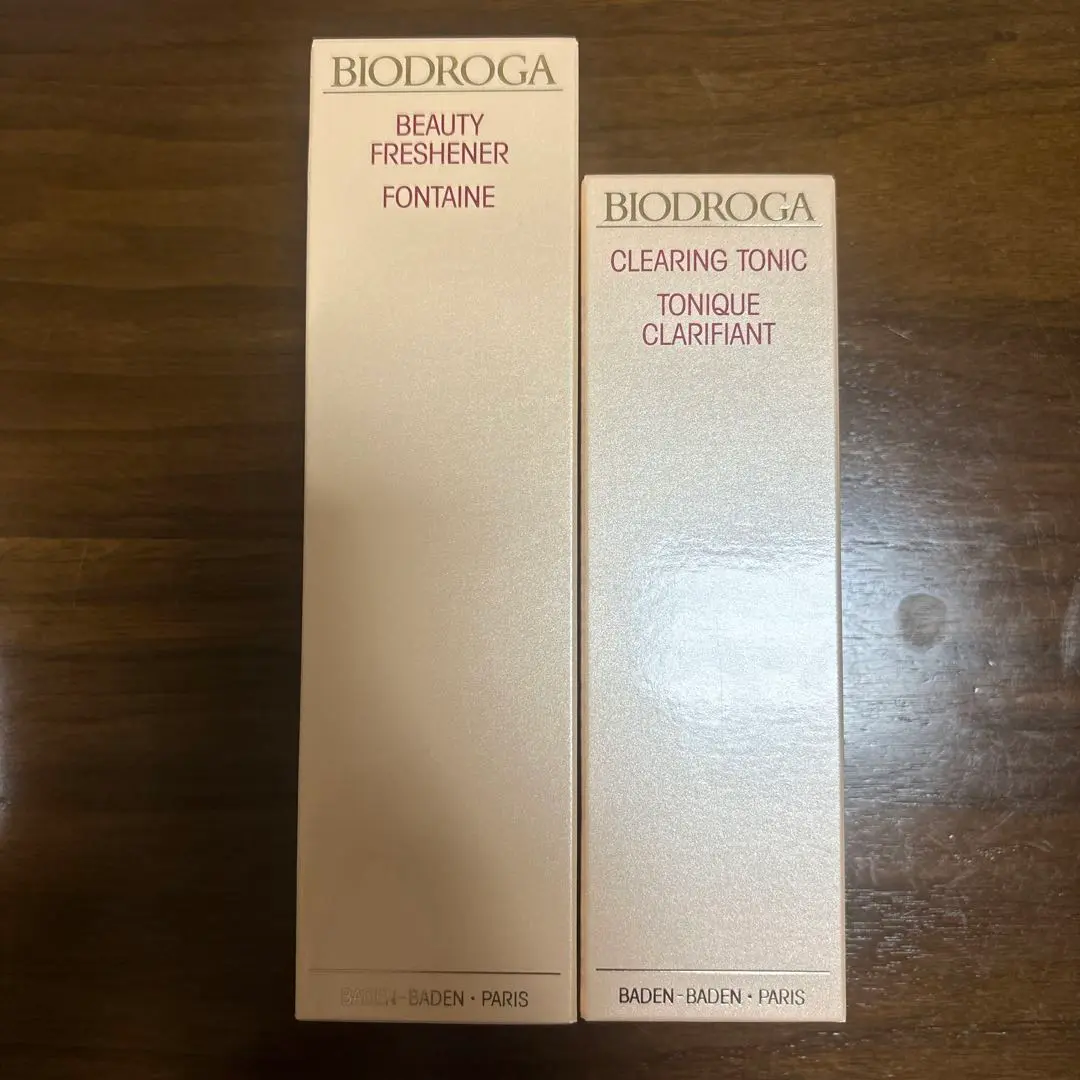 BIODROGA
BEAUTY
FRESHENER
FONTAINE
BADEN-BADEN • PARIS
BIODROGA
CLEARING TONIC
TONIQUE
CLARIFIANT
BADEN-BADEN • PARIS